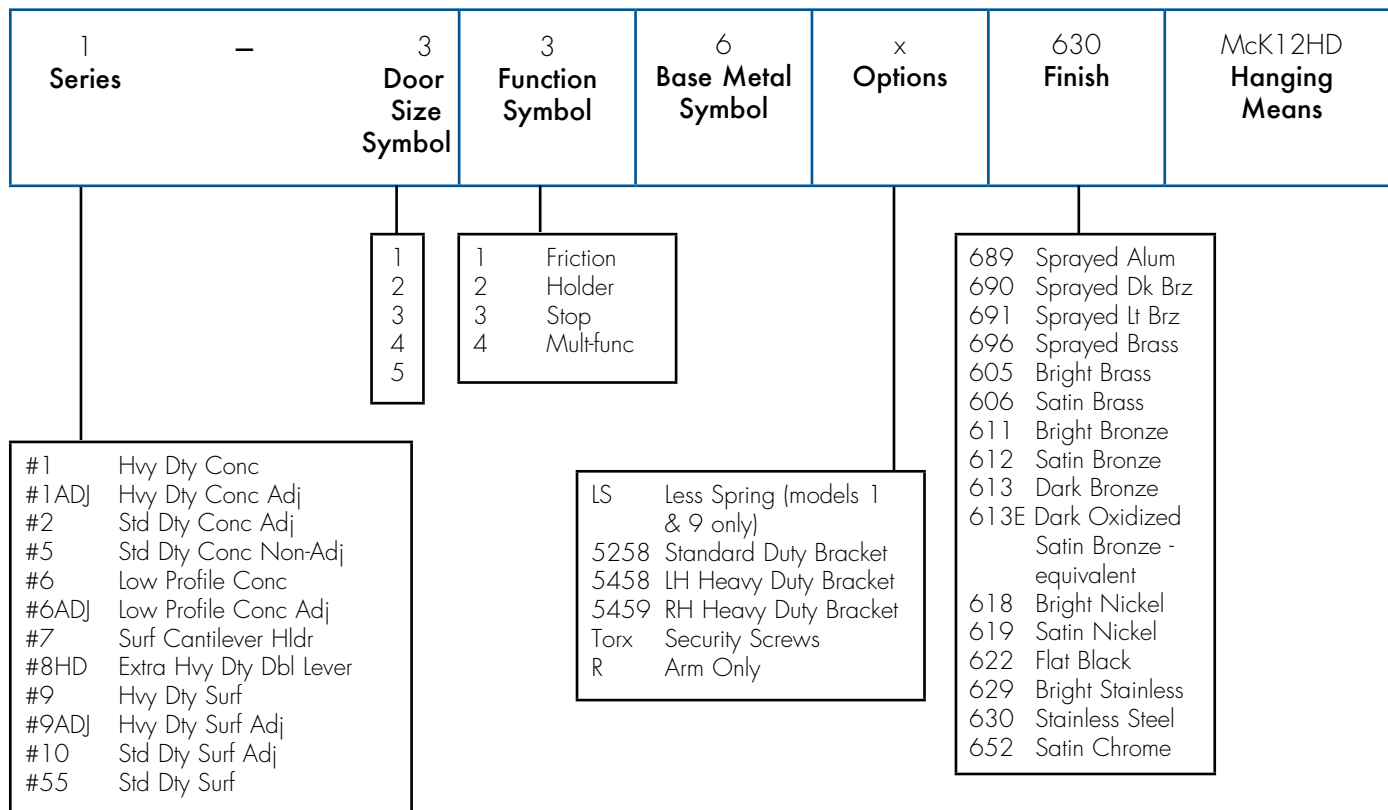 1 – 3 3 6 x 630 McK12HD
Series Door Size Symbol Function Symbol Base Metal Symbol Options Finish Hanging Means
1
2
3
4
5
1 Friction
2 Holder
3 Stop
4 Mult-func
689 Sprayed Alum
690 Sprayed Dk Brz
691 Sprayed Lt Brz
696 Sprayed Brass
605 Bright Brass
606 Satin Brass
611 Bright Bronze
612 Satin Bronze
613 Dark Bronze
613E Dark Oxidized
Satin Bronze -
equivalent
618 Bright Nickel
619 Satin Nickel
622 Flat Black
629 Bright Stainless
630 Stainless Steel
652 Satin Chrome
#1 Hvy Dty Conc
#1ADJ Hvy Dty Conc Adj
#2 Std Dty Conc Adj
#5 Std Dty Conc Non-Adj
#6 Low Profile Conc
#6ADJ Low Profile Conc Adj
#7 Surf Cantilever Hldr
#8HD Extra Hvy Dty Dbl Lever
#9 Hvy Dty Surf
#9ADJ Hvy Dty Surf Adj
#10 Std Dty Surf Adj
#55 Std Dty Surf
LS Less Spring (models 1
& 9 only)
5258 Standard Duty Bracket
5458 LH Heavy Duty Bracket
5459 RH Heavy Duty Bracket
Torx Security Screws
R Arm Only